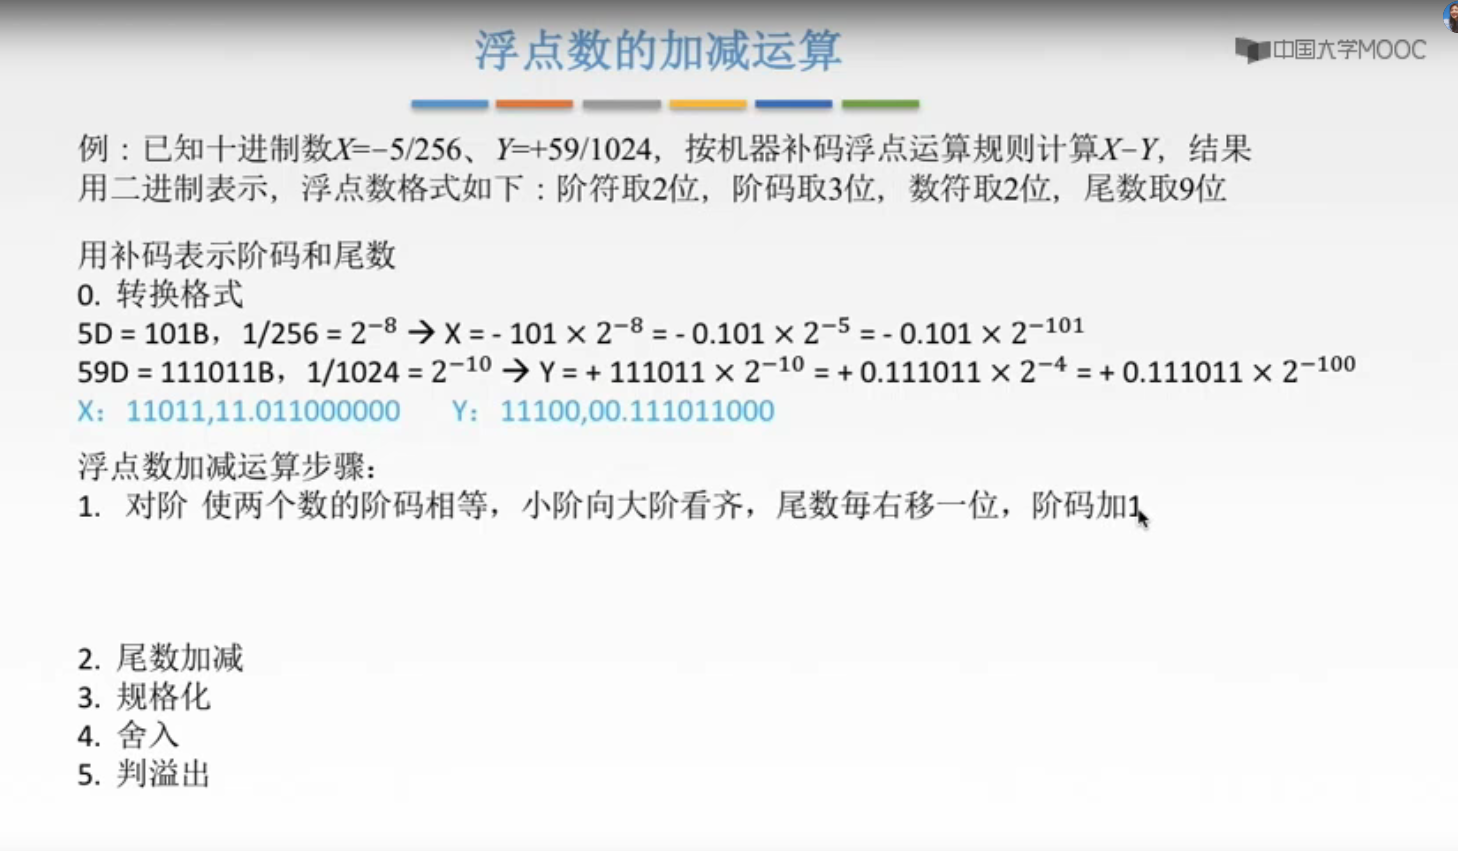 浮点数的加减运算
中国大学MOOC
例：已知十进制数X=−5/256、Y=+59/1024，按机器补码浮点运算规则计算X−Y，结果
用二进制表示，浮点数格式如下：阶符取2位，阶码取3位，数符取2位，尾数取9位
用补码表示阶码和尾数
0. 转换格式
5D = 101B，1/256 = 2⁻⁸ → X = - 101 × 2⁻⁸ = - 0.101 × 2⁻⁵ = - 0.101 × 2⁻¹⁰¹
59D = 111011B，1/1024 = 2⁻¹⁰ → Y = + 111011 × 2⁻¹⁰ = + 0.111011 × 2⁻⁴ = + 0.111011 × 2⁻¹⁰⁰
X：11011,11.011000000 Y：11100,00.111011000
浮点数加减运算步骤：
1. 对阶 使两个数的阶码相等，小阶向大阶看齐，尾数每右移一位，阶码加1
2. 尾数加减
3. 规格化
4. 舍入
5. 判溢出